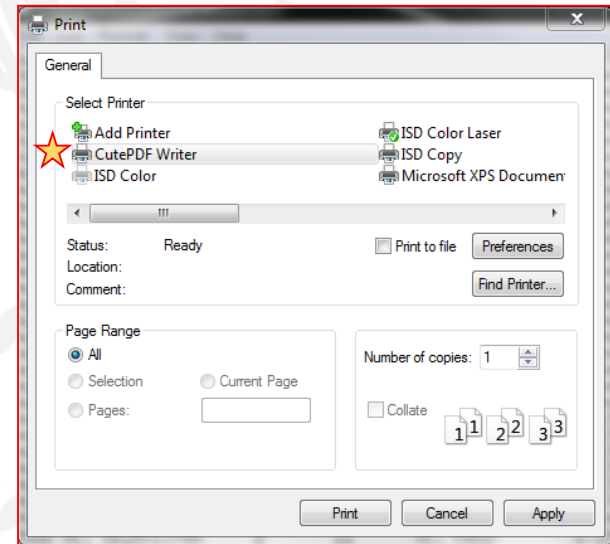 Print
General
Select Printer
Add Printer
CutePDF Writer
ISD Color
ISD Color Laser
ISD Copy
Microsoft XPS Documen
Status: Ready
Location:
Comment:
Print to file
Preferences
Find Printer...
Page Range
All
Selection
Current Page
Pages:
Number of copies: 1
Collate
1 1 2 2 3 3
Print
Cancel
Apply